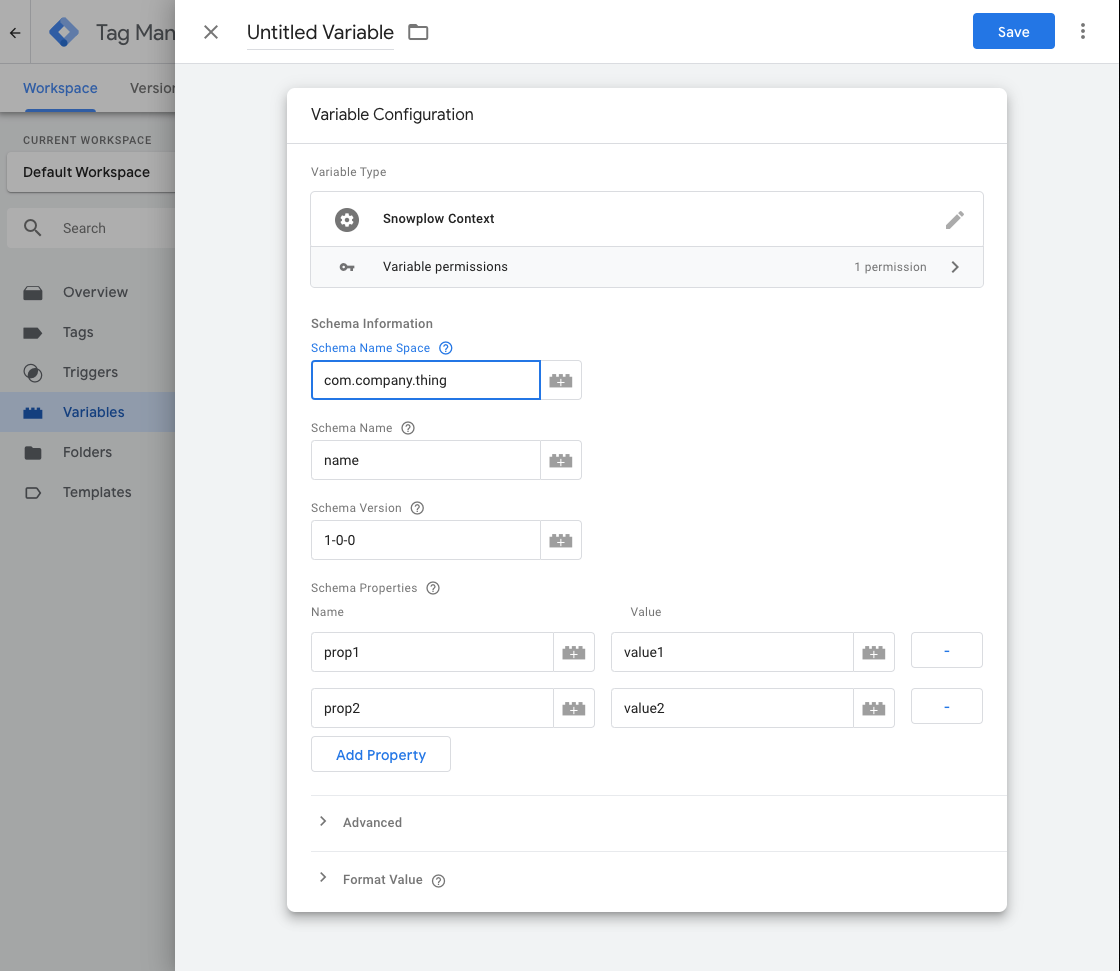 Tag Man
Untitled Variable
Save
Workspace
Version
CURRENT WORKSPACE
Default Workspace
Search
Overview
Tags
Triggers
Variables
Folders
Templates
Variable Configuration
Variable Type
Snowplow Context
Variable permissions
1 permission
Schema Information
Schema Name Space
com.company.thing
Schema Name
name
Schema Version
1-0-0
Schema Properties
Name Value
prop1 value1 -
prop2 value2 -
Add Property
Advanced
Format Value